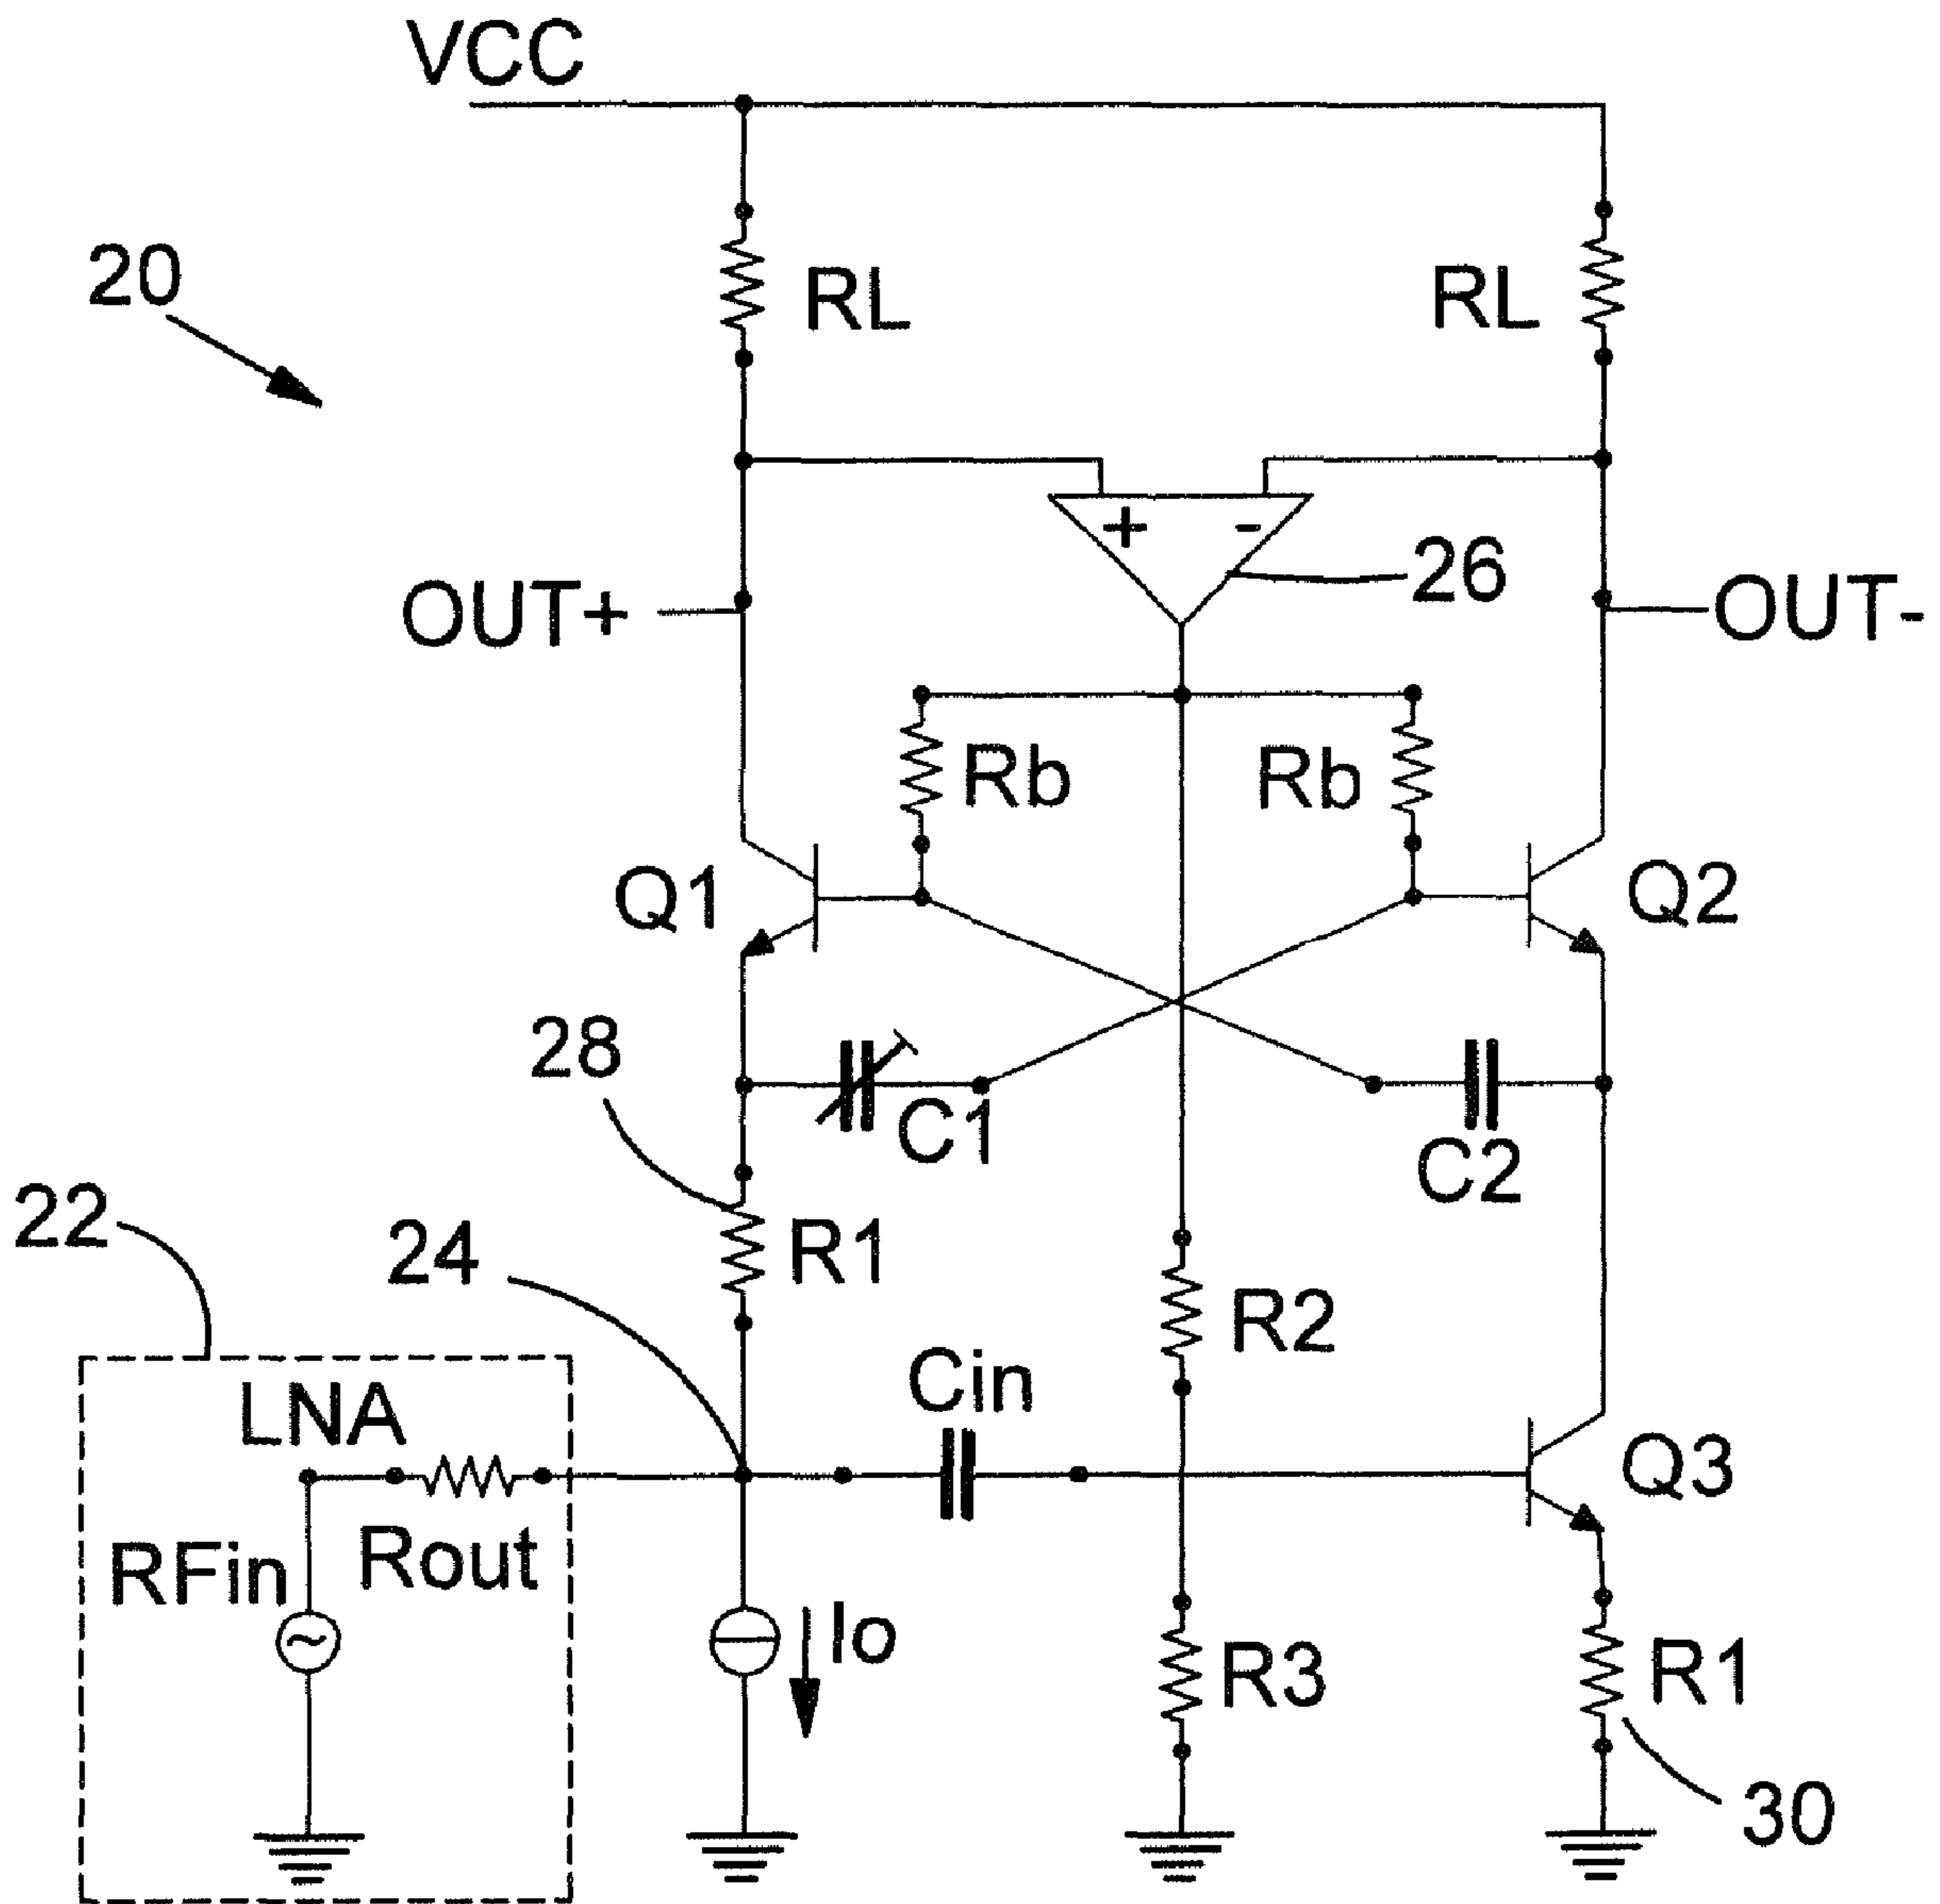 VCC
20
RL
RL
+
-
26
OUT+
OUT-
Rb
Rb
Q1
Q2
28
C1
C2
22
24
R1
R2
LNA
Cin
Q3
RFin
Rout
~
Io
R3
R1
30